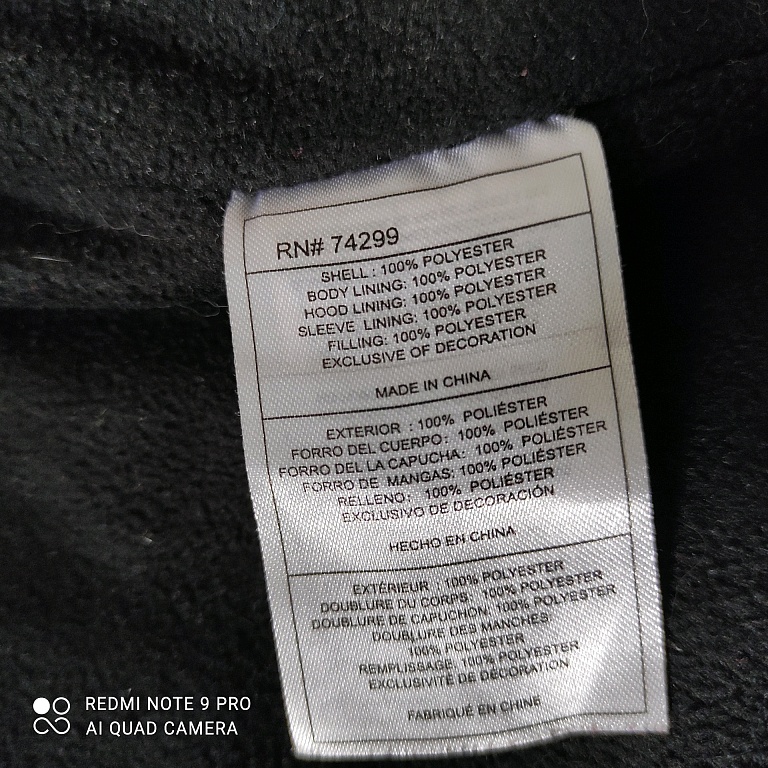 RN# 74299
SHELL : 100% POLYESTER
BODY LINING: 100% POLYESTER
HOOD LINING: 100% POLYESTER
SLEEVE LINING: 100% POLYESTER
FILLING: 100% POLYESTER
EXCLUSIVE OF DECORATION
MADE IN CHINA
EXTERIOR : 100% POLIÉSTER
FORRO DEL CUERPO: 100% POLIÉSTER
FORRO DEL LA CAPUCHA: 100% POLIÉSTER
FORRO DE MANGAS: 100% POLIÉSTER
RELLENO: 100% POLIÉSTER
EXCLUSIVO DE DECORACIÓN
HECHO EN CHINA
EXTÉRIEUR : 100% POLYESTER
DOUBLURE DU CORPS: 100% POLYESTER
DOUBLURE DE CAPUCHON: 100% POLYESTER
DOUBLURE DES MANCHES:
100% POLYESTER
REMPLISSAGE: 100% POLYESTER
EXCLUSIVITÉ DE DÉCORATION
FABRIQUÉ EN CHINE
REDMI NOTE 9 PRO
AI QUAD CAMERA